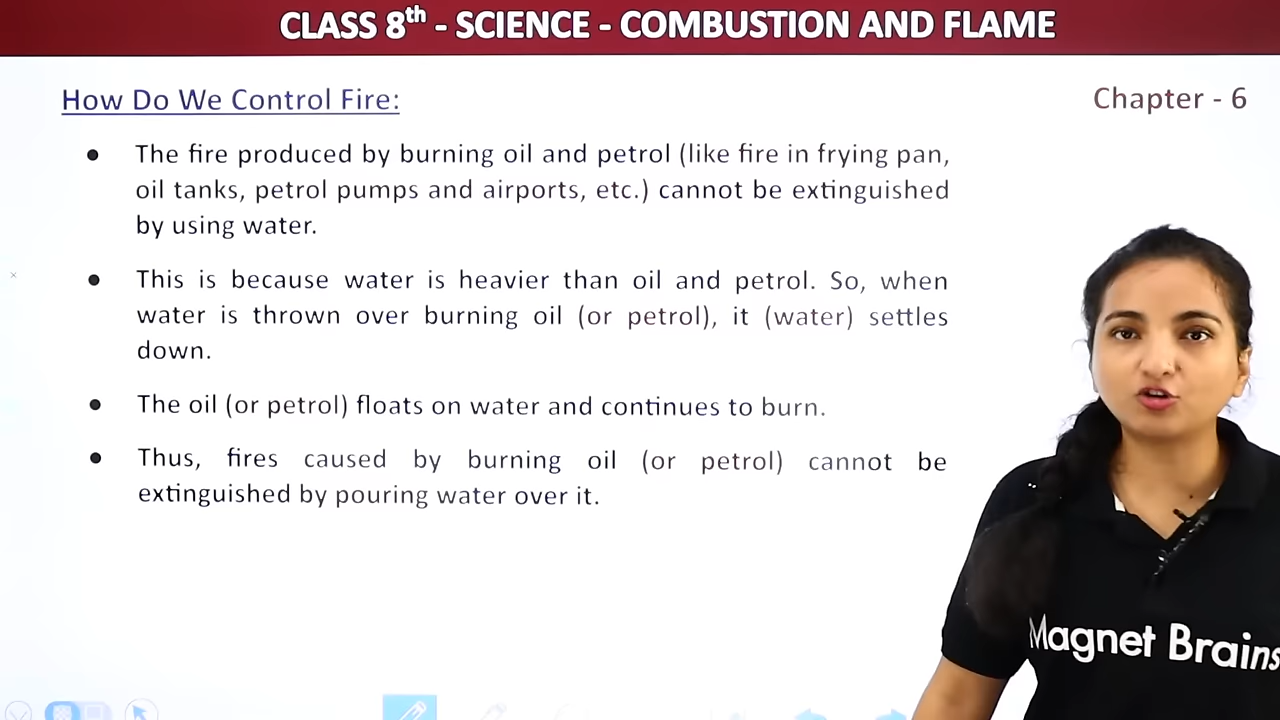 CLASS 8th - SCIENCE - COMBUSTION AND FLAME
How Do We Control Fire:
Chapter - 6
● The fire produced by burning oil and petrol (like fire in frying pan,
oil tanks, petrol pumps and airports, etc.) cannot be extinguished
by using water.
● This is because water is heavier than oil and petrol. So, when
water is thrown over burning oil (or petrol), it (water) settles
down.
● The oil (or petrol) floats on water and continues to burn.
● Thus, fires caused by burning oil (or petrol) cannot be
extinguished by pouring water over it.
Magnet Brains